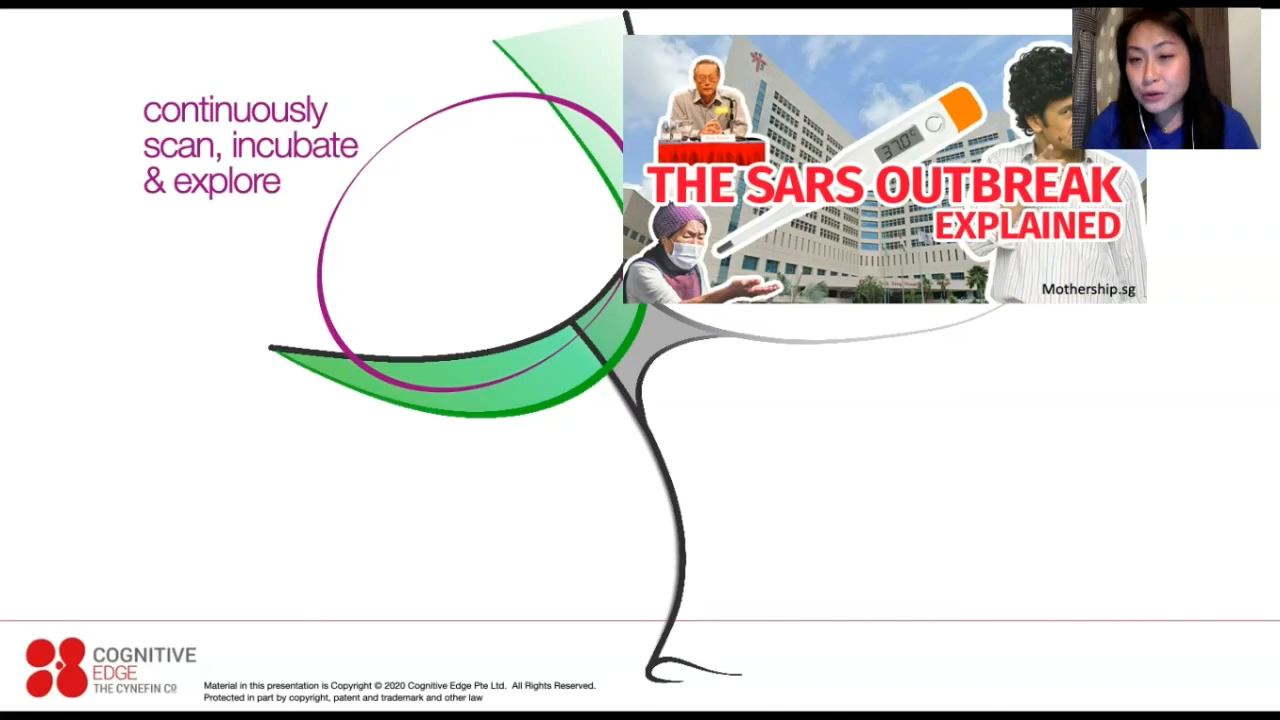 continuously
scan, incubate
& explore
37.0°
THE SARS OUTBREAK
EXPLAINED
Mothership.sg
COGNITIVE
EDGE
THE CYNEFIN CO
Material in this presentation is Copyright © 2020 Cognitive Edge Pte Ltd. All Rights Reserved.
Protected in part by copyright, patent and trademark and other law